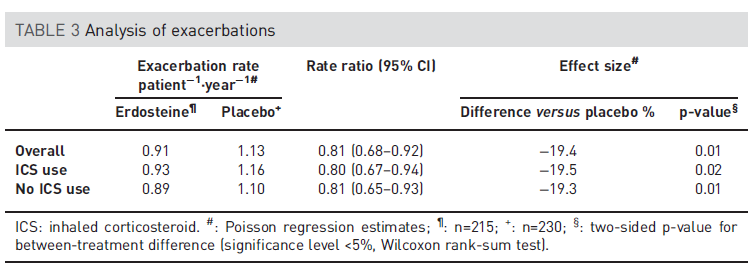 TABLE 3 Analysis of exacerbations
Exacerbation rate patient⁻¹·year⁻¹# Rate ratio (95% CI) Effect size#
Erdosteine¶ Placebo⁺ Difference versus placebo % p-value§
Overall 0.91 1.13 0.81 (0.68–0.92) −19.4 0.01
ICS use 0.93 1.16 0.80 (0.67–0.94) −19.5 0.02
No ICS use 0.89 1.10 0.81 (0.65–0.93) −19.3 0.01
ICS: inhaled corticosteroid. #: Poisson regression estimates; ¶: n=215; ⁺: n=230; §: two-sided p-value for
between-treatment difference (significance level <5%, Wilcoxon rank-sum test).